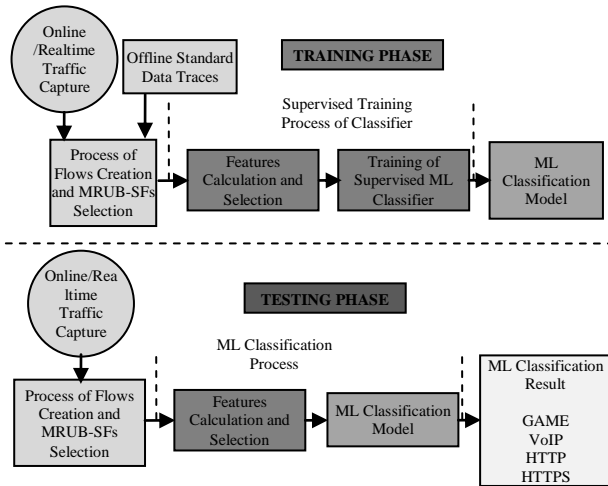 Online
/Realtime
Traffic
Capture
Offline Standard
Data Traces
TRAINING PHASE
Supervised Training
Process of Classifier
Process of
Flows Creation
and MRUB-SFs
Selection
Features
Calculation and
Selection
Training of
Supervised ML
Classifier
ML
Classification
Model
Online/Rea
ltime
Traffic
Capture
TESTING PHASE
ML Classification
Process
Process of Flows
Creation and
MRUB-SFs
Selection
Features
Calculation and
Selection
ML Classification
Model
ML Classification
Result
GAME
VoIP
HTTP
HTTPS